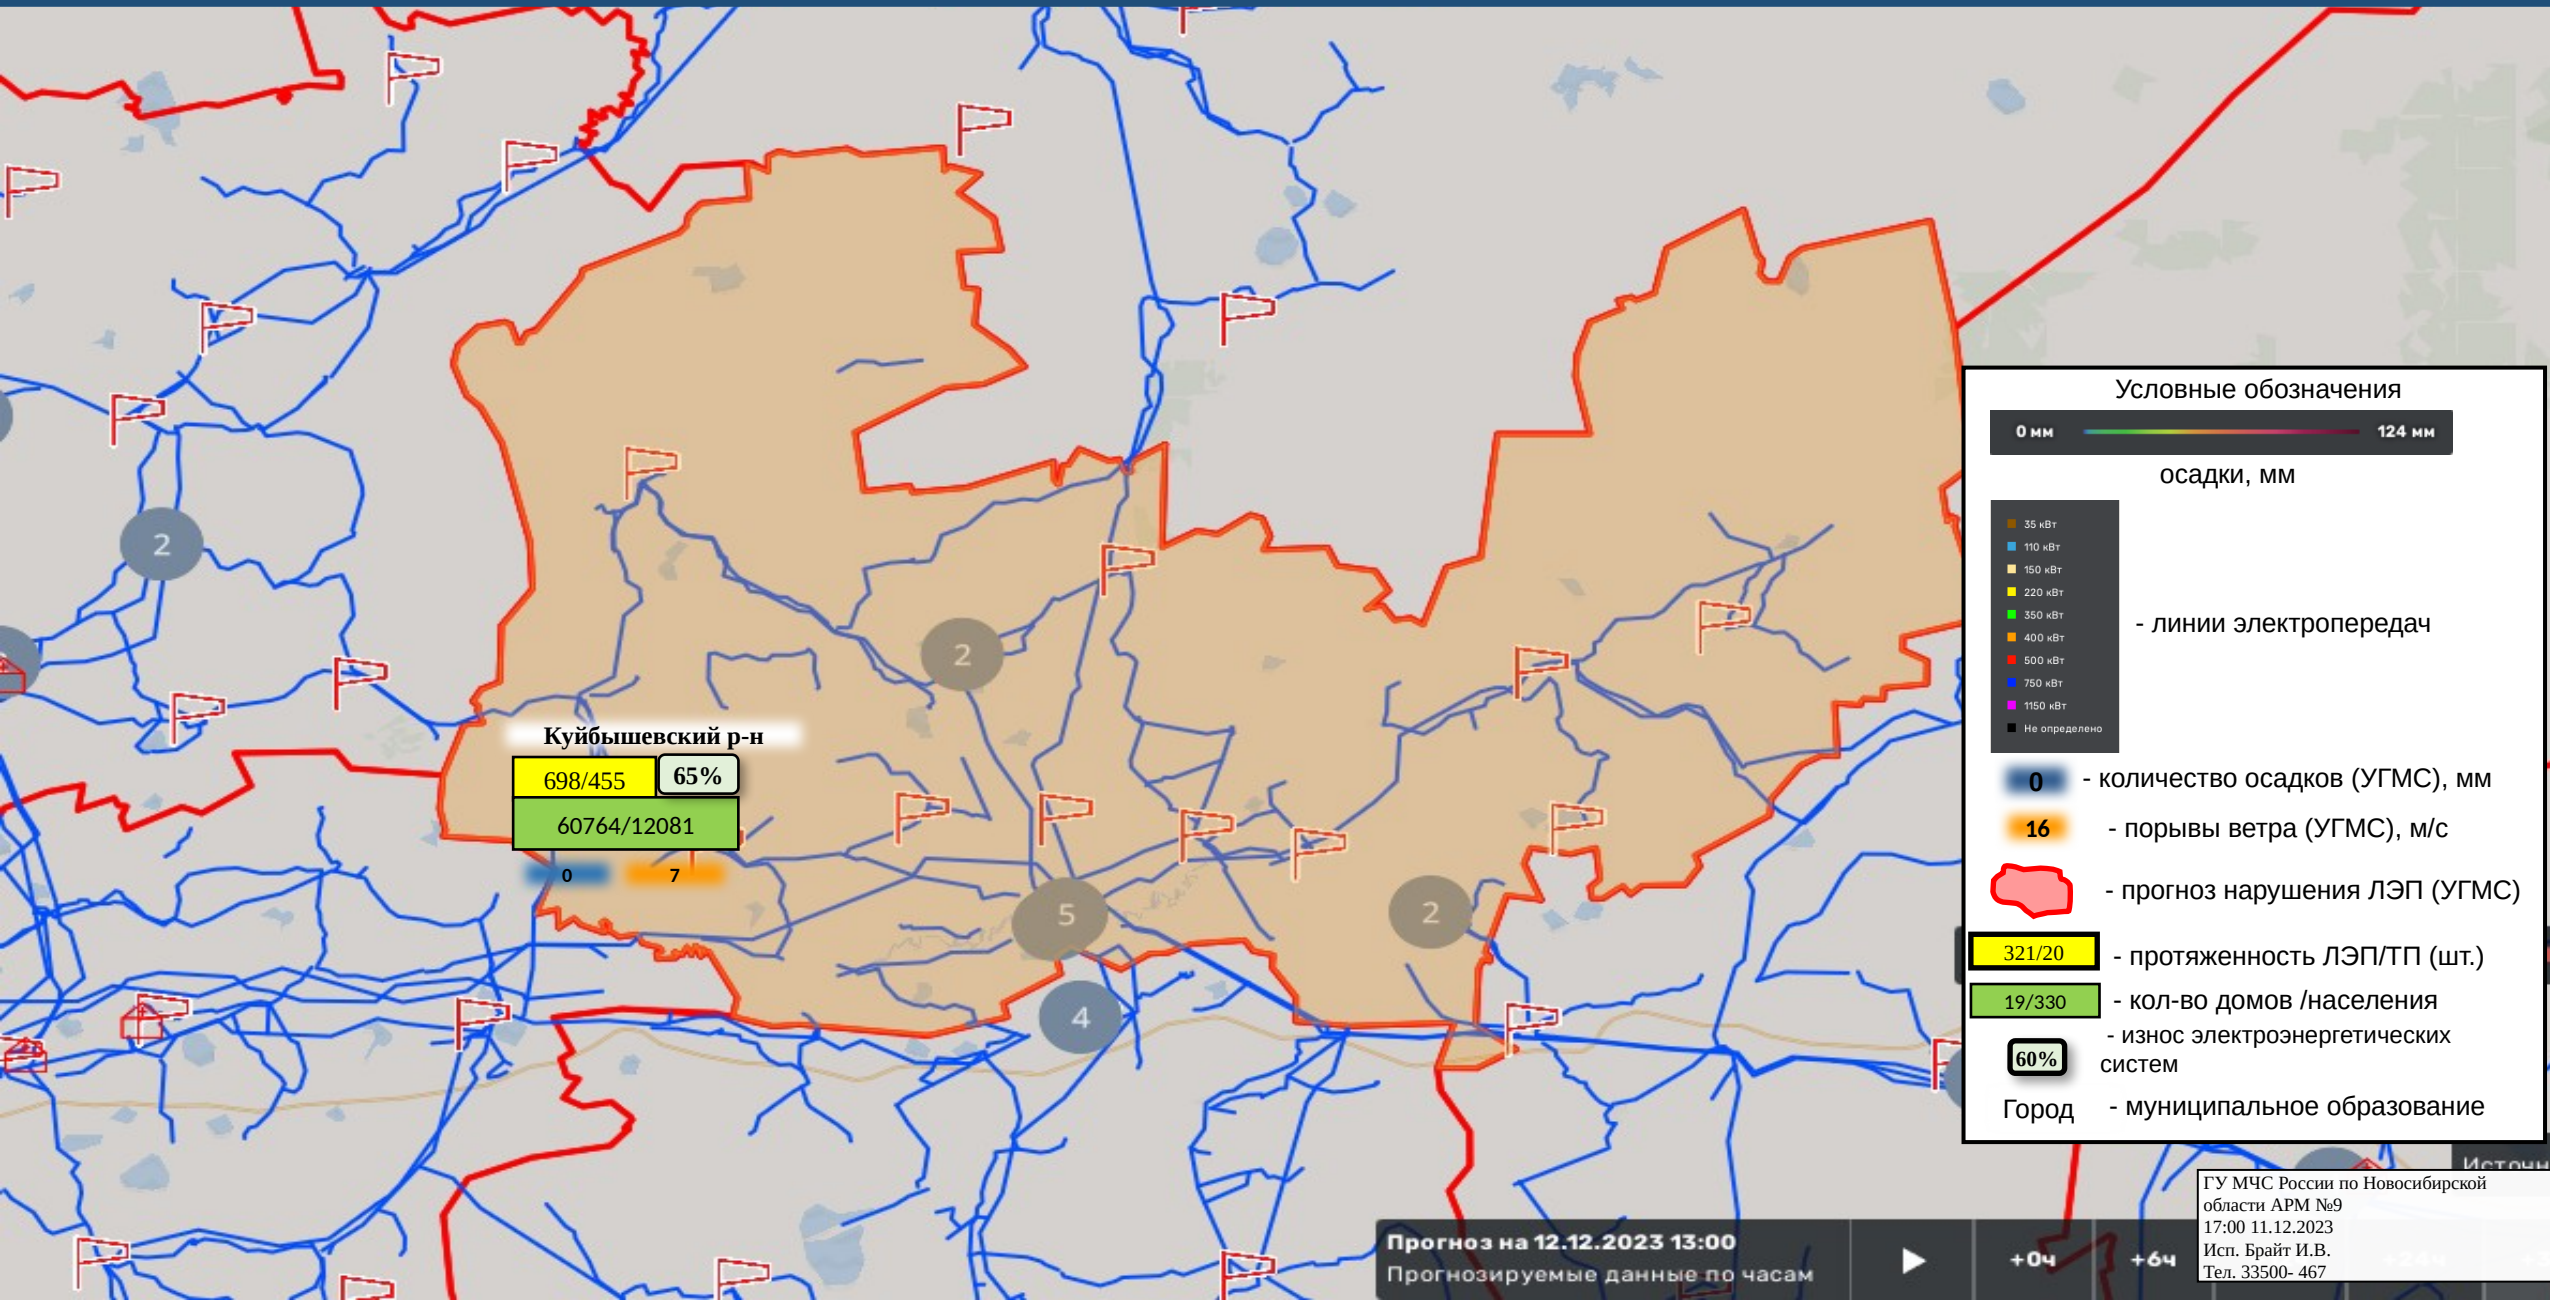 Условные обозначения
0 мм 124 мм
осадки, мм
35 кВт
110 кВт
150 кВт
220 кВт
350 кВт
400 кВт
500 кВт
750 кВт
1150 кВт
Не определено
- линии электропередач
0 - количество осадков (УГМС), мм
16 - порывы ветра (УГМС), м/с
- прогноз нарушения ЛЭП (УГМС)
321/20 - протяженность ЛЭП/ТП (шт.)
19/330 - кол-во домов /населения
60% - износ электроэнергетических
систем
Город - муниципальное образование
2
2
Куйбышевский р-н
698/455 65%
60764/12081
0 7
5
2
4
Прогноз на 12.12.2023 13:00
Прогнозируемые данные по часам
+0ч +6ч +24ч
Источн
ГУ МЧС России по Новосибирской
области АРМ №9
17:00 11.12.2023
Исп. Брайт И.В.
Тел. 33500- 467